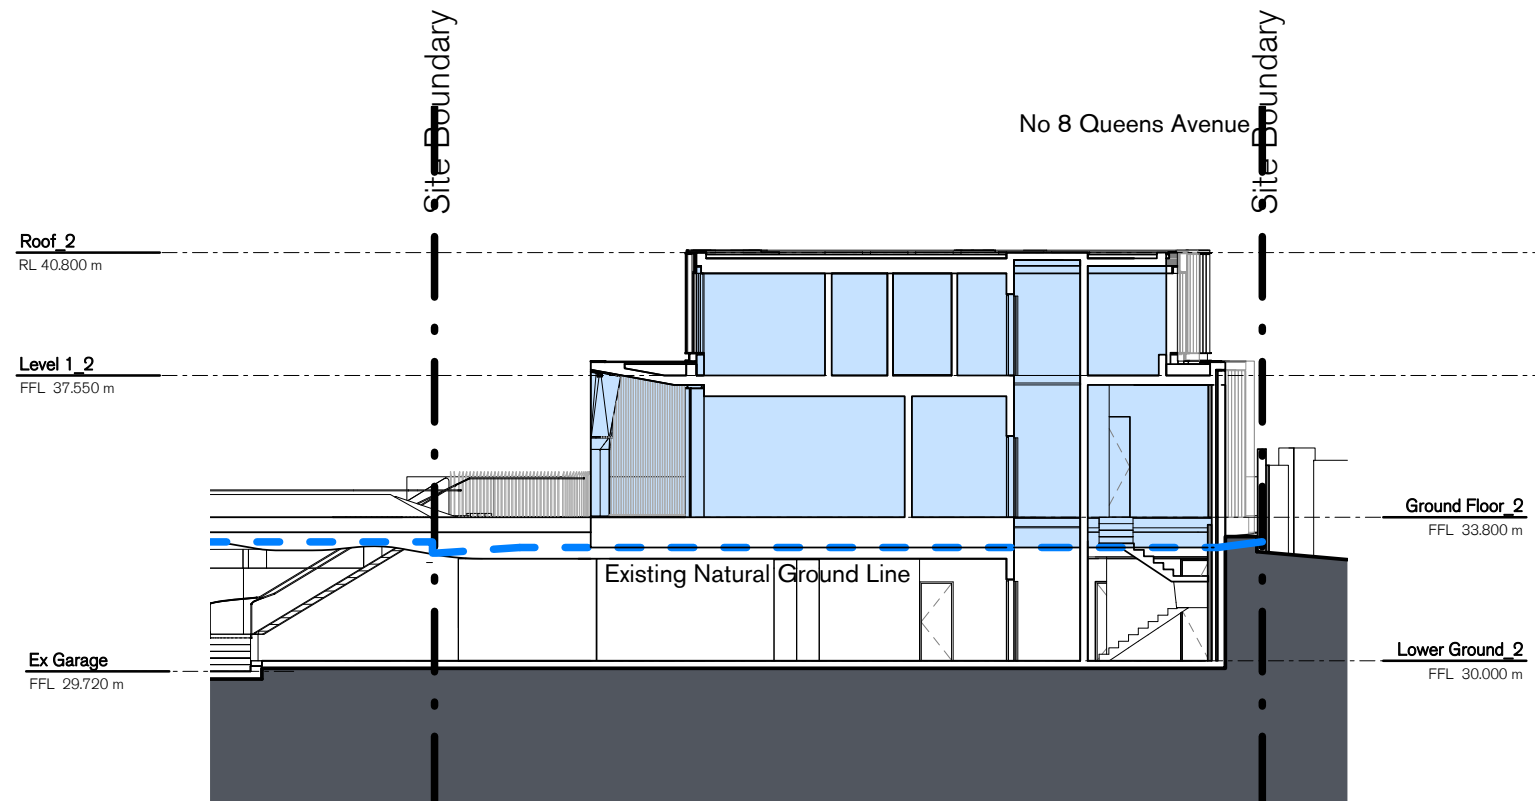 Site Boundary
Site Boundary
No 8 Queens Avenue
Roof_2
RL 40.800 m
Level 1_2
FFL 37.550 m
Ground Floor_2
FFL 33.800 m
Existing Natural Ground Line
Ex Garage
FFL 29.720 m
Lower Ground_2
FFL 30.000 m